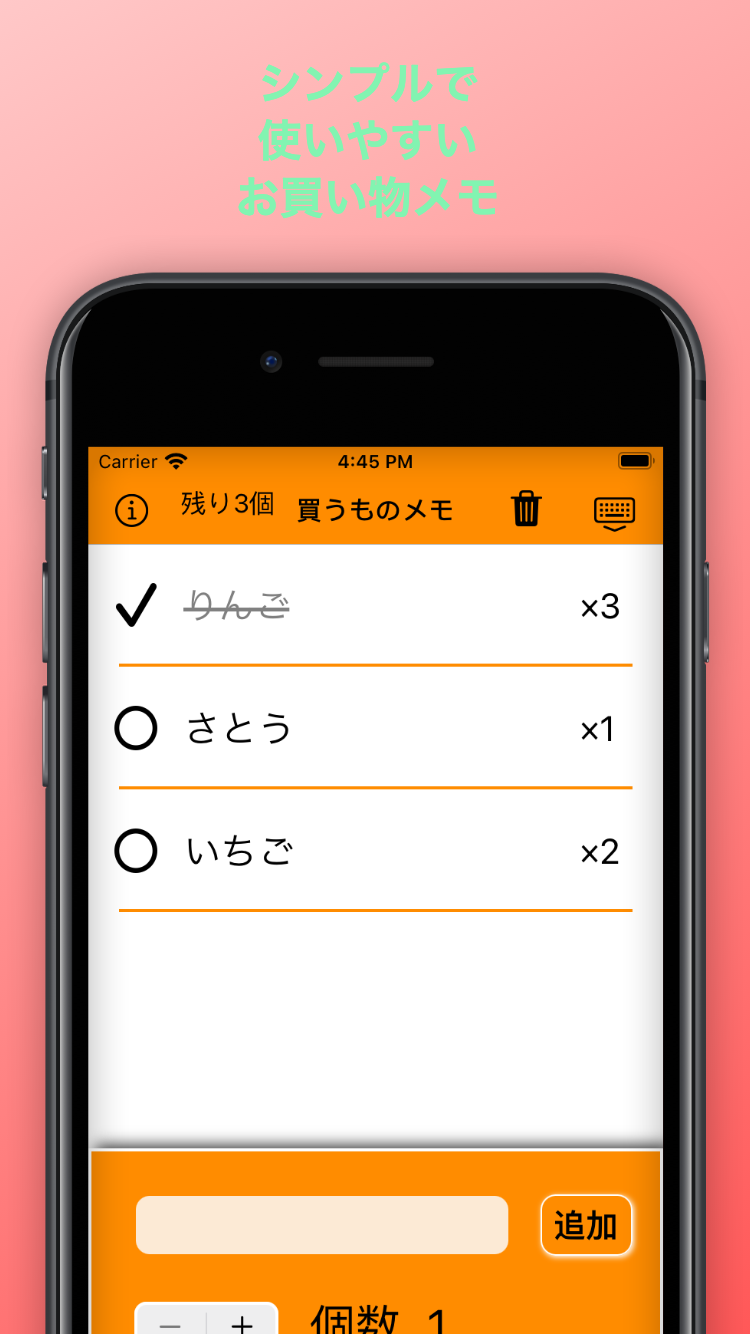 シンプルで
使いやすい
お買い物メモ
Carrier 4:45 PM
残り3個 買うもののメモ
りんご ×3
さとう ×1
いちご ×2
追加
− + 個数 1